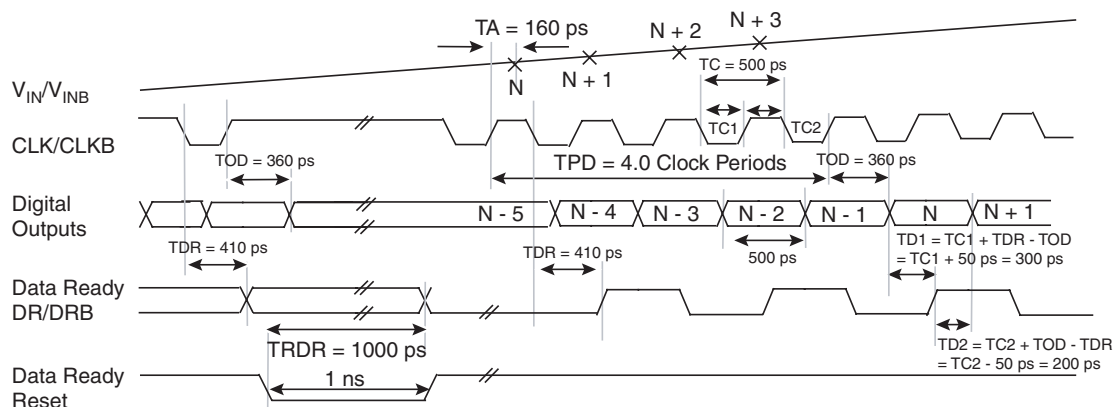 TA = 160 ps
N + 3
N + 2
N + 1
N
TC = 500 ps
VIN/VINB
TC1
TC2
CLK/CLKB
TOD = 360 ps
TPD = 4.0 Clock Periods
TOD = 360 ps
Digital
Outputs
N - 5
N - 4
N - 3
N - 2
N - 1
N
N + 1
TDR = 410 ps
TDR = 410 ps
500 ps
TD1 = TC1 + TDR - TOD
= TC1 + 50 ps = 300 ps
Data Ready
DR/DRB
TRDR = 1000 ps
TD2 = TC2 + TOD - TDR
= TC2 - 50 ps = 200 ps
Data Ready
Reset
1 ns